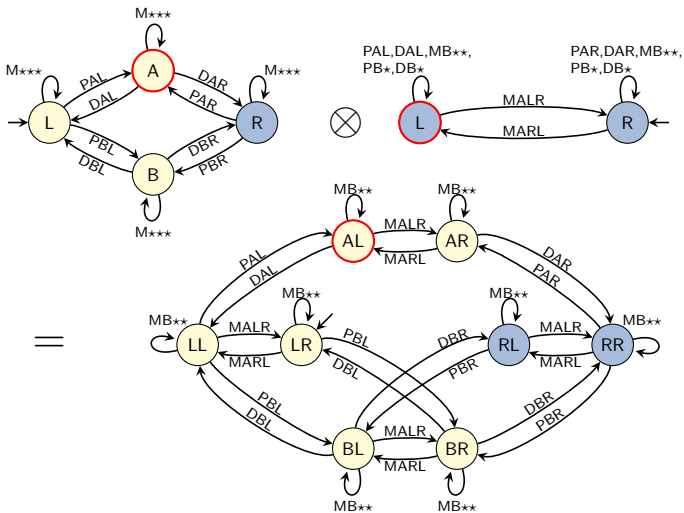 M⋆⋆⋆
PAL,DAL,MB⋆⋆,
PAR,DAR,MB⋆⋆,
PB⋆,DB⋆
PB⋆,DB⋆
M⋆⋆⋆
PAL
A
DAR
M⋆⋆⋆
DAL
PAR
MALR
L
R
⊗
L
R
PBL
DBR
MARL
DBL
PBR
B
M⋆⋆⋆
MB⋆⋆
MB⋆⋆
PAL
AL
MALR
AR
DAR
DAL
MARL
PAR
MB⋆⋆
MB⋆⋆
MB⋆⋆
MB⋆⋆
=
LL
MALR
LR
PBL
DBR
RL
MALR
RR
MARL
DBL
PBR
MARL
PBL
DBR
DBL
PBR
BL
MALR
BR
MARL
MB⋆⋆
MB⋆⋆